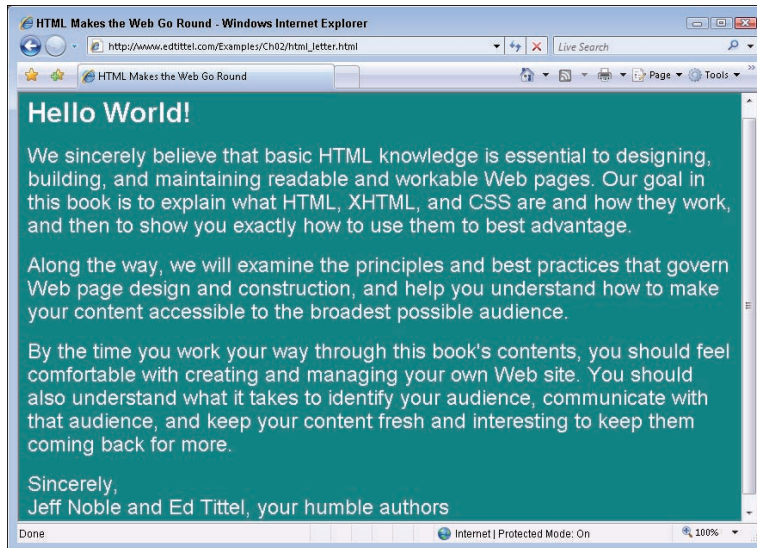 HTML Makes the Web Go Round - Windows Internet Explorer
http://www.edtittel.com/Examples/Ch02/html_letter.html
Live Search
HTML Makes the Web Go Round
Page
Tools
Hello World!
We sincerely believe that basic HTML knowledge is essential to designing,
building, and maintaining readable and workable Web pages. Our goal in
this book is to explain what HTML, XHTML, and CSS are and how they work,
and then to show you exactly how to use them to best advantage.
Along the way, we will examine the principles and best practices that govern
Web page design and construction, and help you understand how to make
your content accessible to the broadest possible audience.
By the time you work your way through this book's contents, you should feel
comfortable with creating and managing your own Web site. You should
also understand what it takes to identify your audience, communicate with
that audience, and keep your content fresh and interesting to keep them
coming back for more.
Sincerely,
Jeff Noble and Ed Tittel, your humble authors
Done
Internet | Protected Mode: On
100%